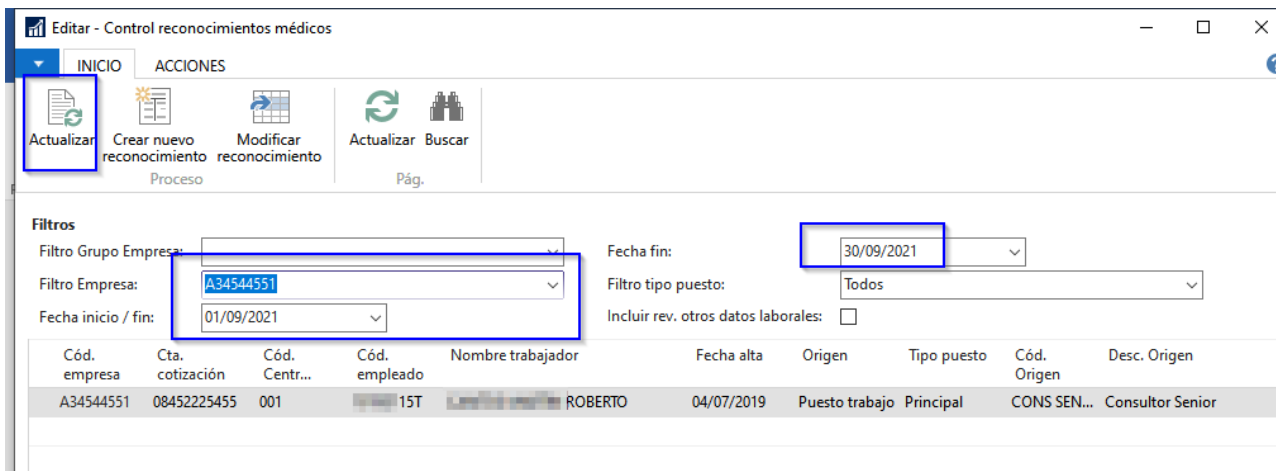 Editar - Control reconocimientos médicos
INICIO ACCIONES
Actualizar Crear nuevo reconocimiento Modificar reconocimiento Actualizar Buscar
Proceso Pág.
Filtros
Filtro Grupo Empresa: Fecha fin: 30/09/2021
Filtro Empresa: A34544551 Filtro tipo puesto: Todos
Fecha inicio / fin: 01/09/2021 Incluir rev. otros datos laborales:
Cód. empresa Cta. cotización Cód. Centr... Cód. empleado Nombre trabajador Fecha alta Origen Tipo puesto Cód. Origen Desc. Origen
A34544551 08452225455 001 15T ROBERTO 04/07/2019 Puesto trabajo Principal CONS SEN... Consultor Senior